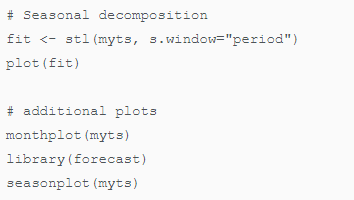 # Seasonal decomposition
fit <- stl(myts, s.window="period")
plot(fit)

# additional plots
monthplot(myts)
library(forecast)
seasonplot(myts)